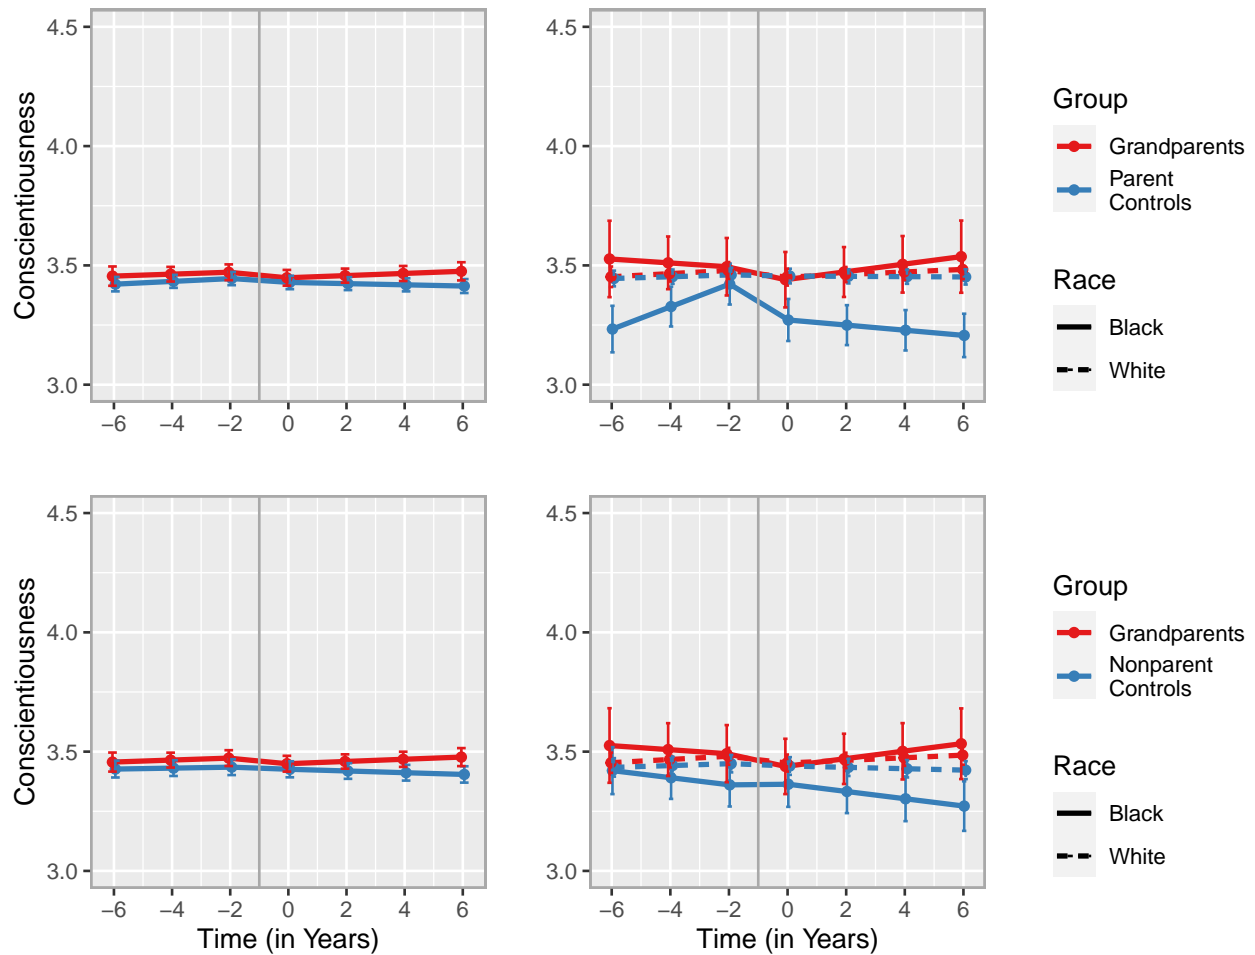 4.5
4.0
3.5
3.0
Conscientiousness
−6 −4 −2 0 2 4 6
4.5
4.0
3.5
3.0
−6 −4 −2 0 2 4 6
Group
Grandparents
Parent
Controls
Race
Black
White
4.5
4.0
3.5
3.0
Conscientiousness
−6 −4 −2 0 2 4 6
Time (in Years)
4.5
4.0
3.5
3.0
−6 −4 −2 0 2 4 6
Time (in Years)
Group
Grandparents
Nonparent
Controls
Race
Black
White